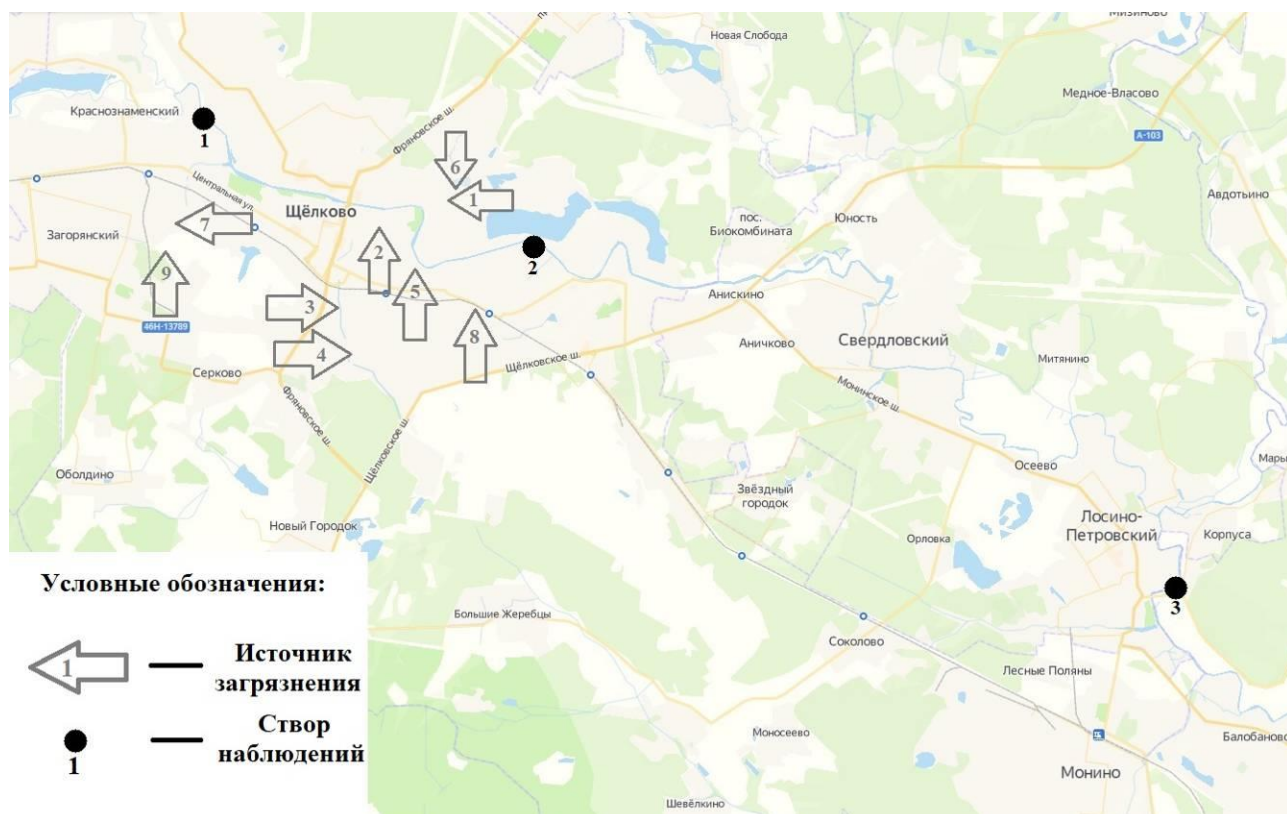 Мизиново
Новая Слобода
Медное-Власово
Краснознаменский
1
Фряновское ш.
А-103
6
Центральная ул.
1
Авдотьино
Щёлково
пос.
Биокомбината
Юность
7
Загорянский
2
2
9
5
Анискино
3
46Н-13789
8
Аничково
Свердловский
4
Щёлковское ш.
Митянино
Серково
Монинское ш.
Фряновское ш.
Щёлковское ш.
Осеево
Марь
Оболдино
Звёздный
городок
Новый Городок
Лосино-
Петровский
Орловка
Корпуса
3
Условные обозначения:
Большие Жеребцы
Соколово
1
Источник
загрязнения
Лесные Поляны
Створ
наблюдений
1
Моносеево
Балобаново
Монино
Шевёлкино